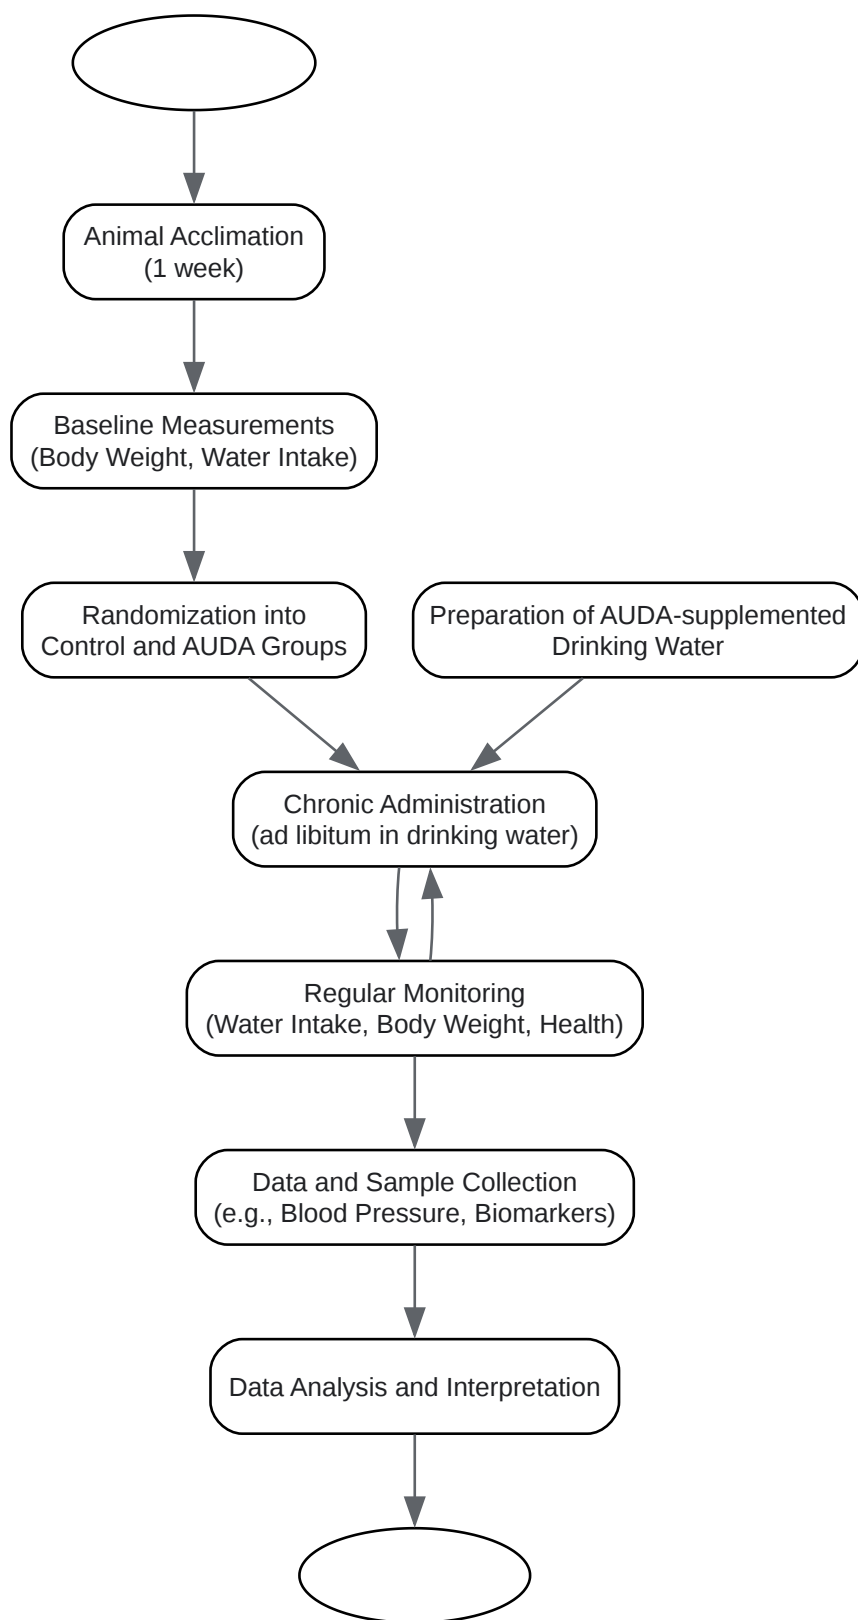 Animal Acclimation
(1 week)
Baseline Measurements
(Body Weight, Water Intake)
Randomization into
Control and AUDA Groups
Preparation of AUDA-supplemented
Drinking Water
Chronic Administration
(ad libitum in drinking water)
Regular Monitoring
(Water Intake, Body Weight, Health)
Data and Sample Collection
(e.g., Blood Pressure, Biomarkers)
Data Analysis and Interpretation